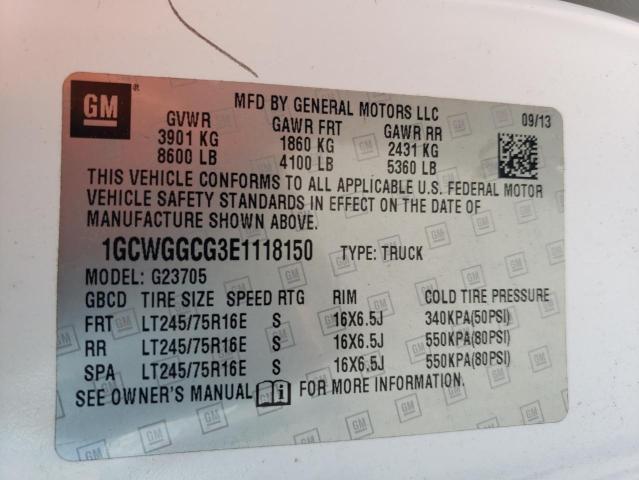 GM
MFD BY GENERAL MOTORS LLC
09/13
GVWR GAWR FRT GAWR RR
3901 KG 1860 KG 2431 KG
8600 LB 4100 LB 5360 LB
THIS VEHICLE CONFORMS TO ALL APPLICABLE U.S. FEDERAL MOTOR
VEHICLE SAFETY STANDARDS IN EFFECT ON THE DATE OF
MANUFACTURE SHOWN ABOVE.
1GCWGGCG3E1118150 TYPE: TRUCK
MODEL: G23705
GBCD TIRE SIZE SPEED RTG RIM COLD TIRE PRESSURE
FRT LT245/75R16E S 16X6.5J 340KPA(50PSI)
RR LT245/75R16E S 16X6.5J 550KPA(80PSI)
SPA LT245/75R16E S 16X6.5J 550KPA(80PSI)
SEE OWNER'S MANUAL FOR MORE INFORMATION.